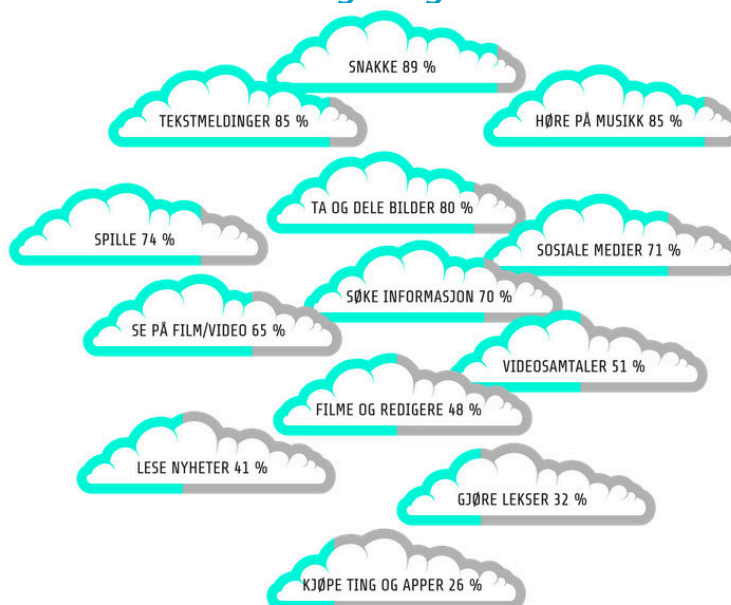 SNAKKE 89 %
TEKSTMELDINGER 85 %
HØRE PÅ MUSIKK 85 %
TA OG DELE BILDER 80 %
SPILLE 74 %
SOSIALE MEDIER 71 %
SØKE INFORMASJON 70 %
SE PÅ FILM/VIDEO 65 %
VIDEOSAMTALER 51 %
FILME OG REDIGERE 48 %
LESE NYHETER 41 %
GJØRE LEKSER 32 %
KJØPE TING OG APPER 26 %